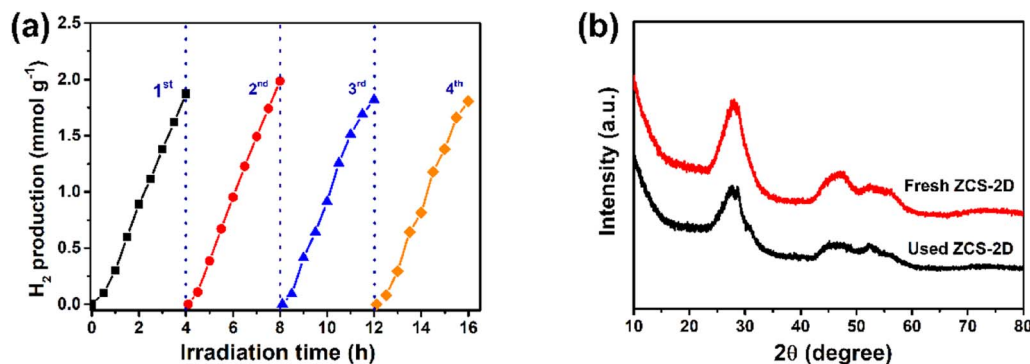 (a)
H₂ production (mmol g⁻¹)
2.5
2.0
1.5
1.0
0.5
0.0
1st
2nd
3rd
4th
0 2 4 6 8 10 12 14 16
Irradiation time (h)
(b)
Intensity (a.u.)
Fresh ZCS-2D
Used ZCS-2D
10 20 30 40 50 60 70 80
2θ (degree)